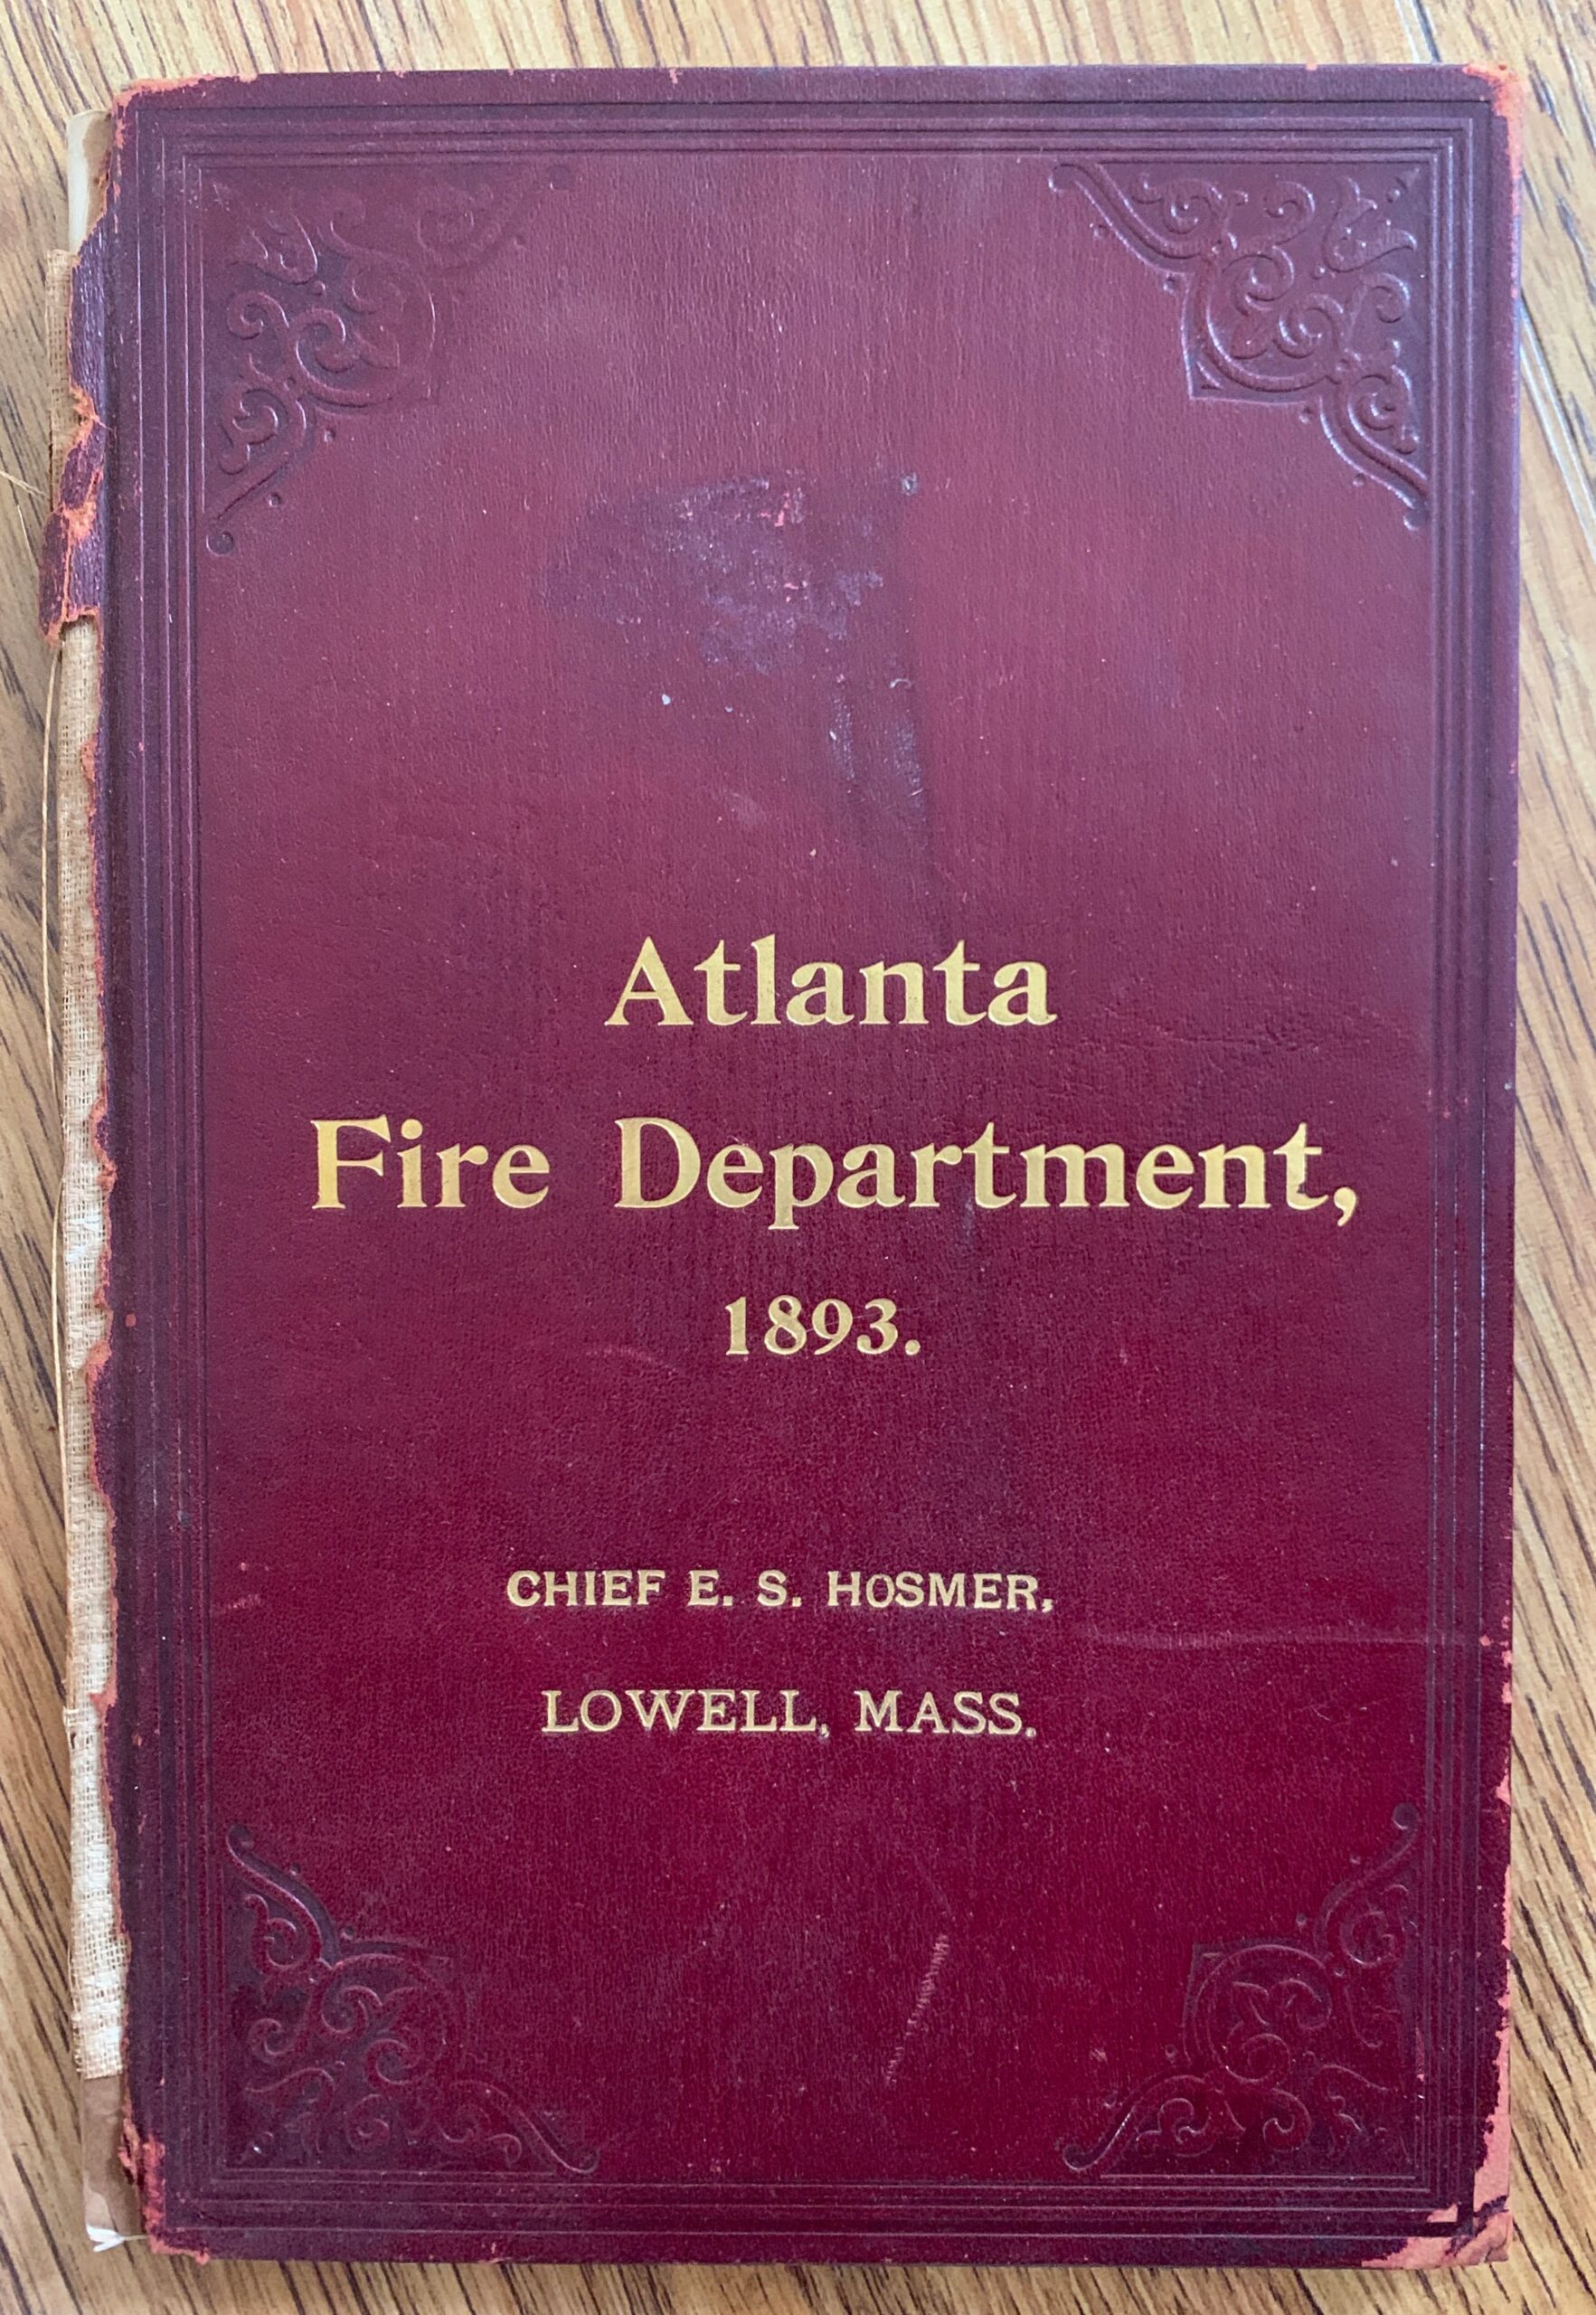 Atlanta
Fire Department,
1893.
CHIEF E. S. HOSMER,
LOWELL, MASS.